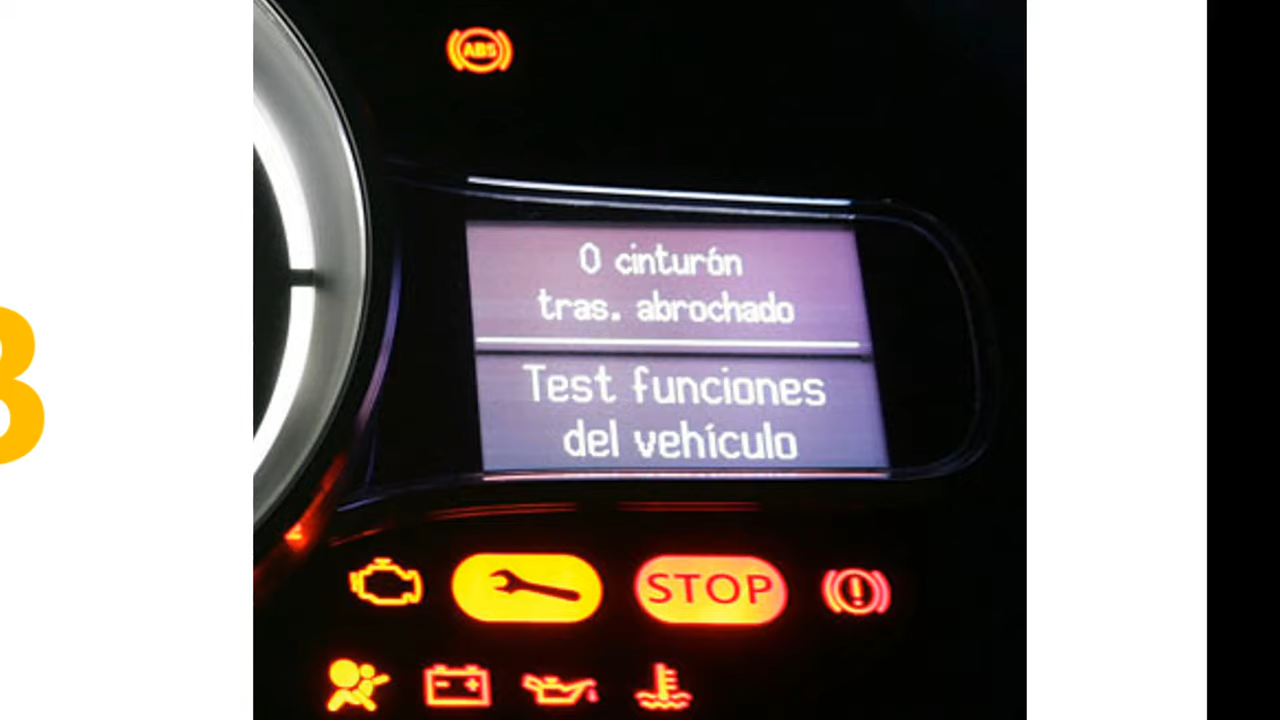 ABS
0 cinturón
tras. abrochado
Test funciones
del vehículo
STOP